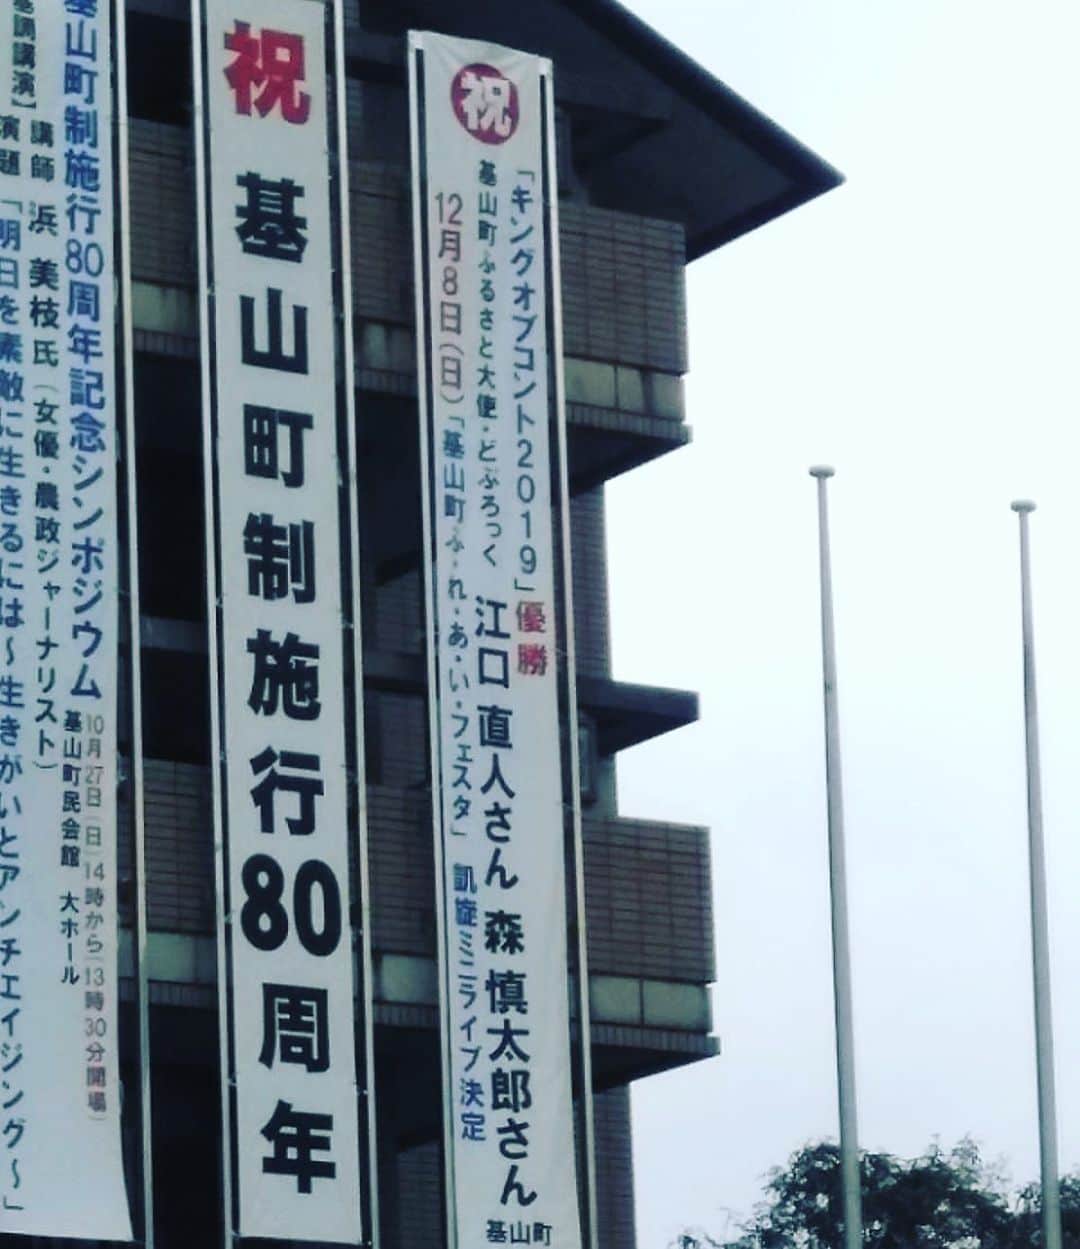 祝
「キングオブコント2019」優勝
基山町ふるさと大使・どぶろっく 江口 直人さん 森 慎太郎さん
12月8日(日)「基山町ふ・れ・あ・い・フェスタ」凱旋ミニライブ決定
基山町
祝 基山町制施行80周年
基山町制施行80周年記念シンポジウム
10月27日(日)14時から(13時30分開場)
基山町民会館 大ホール
基調講演】講師 浜 美枝氏(女優・農政ジャーナリスト)
演題「明日を素敵に生きるには~生きがいとアンチエイジング~」